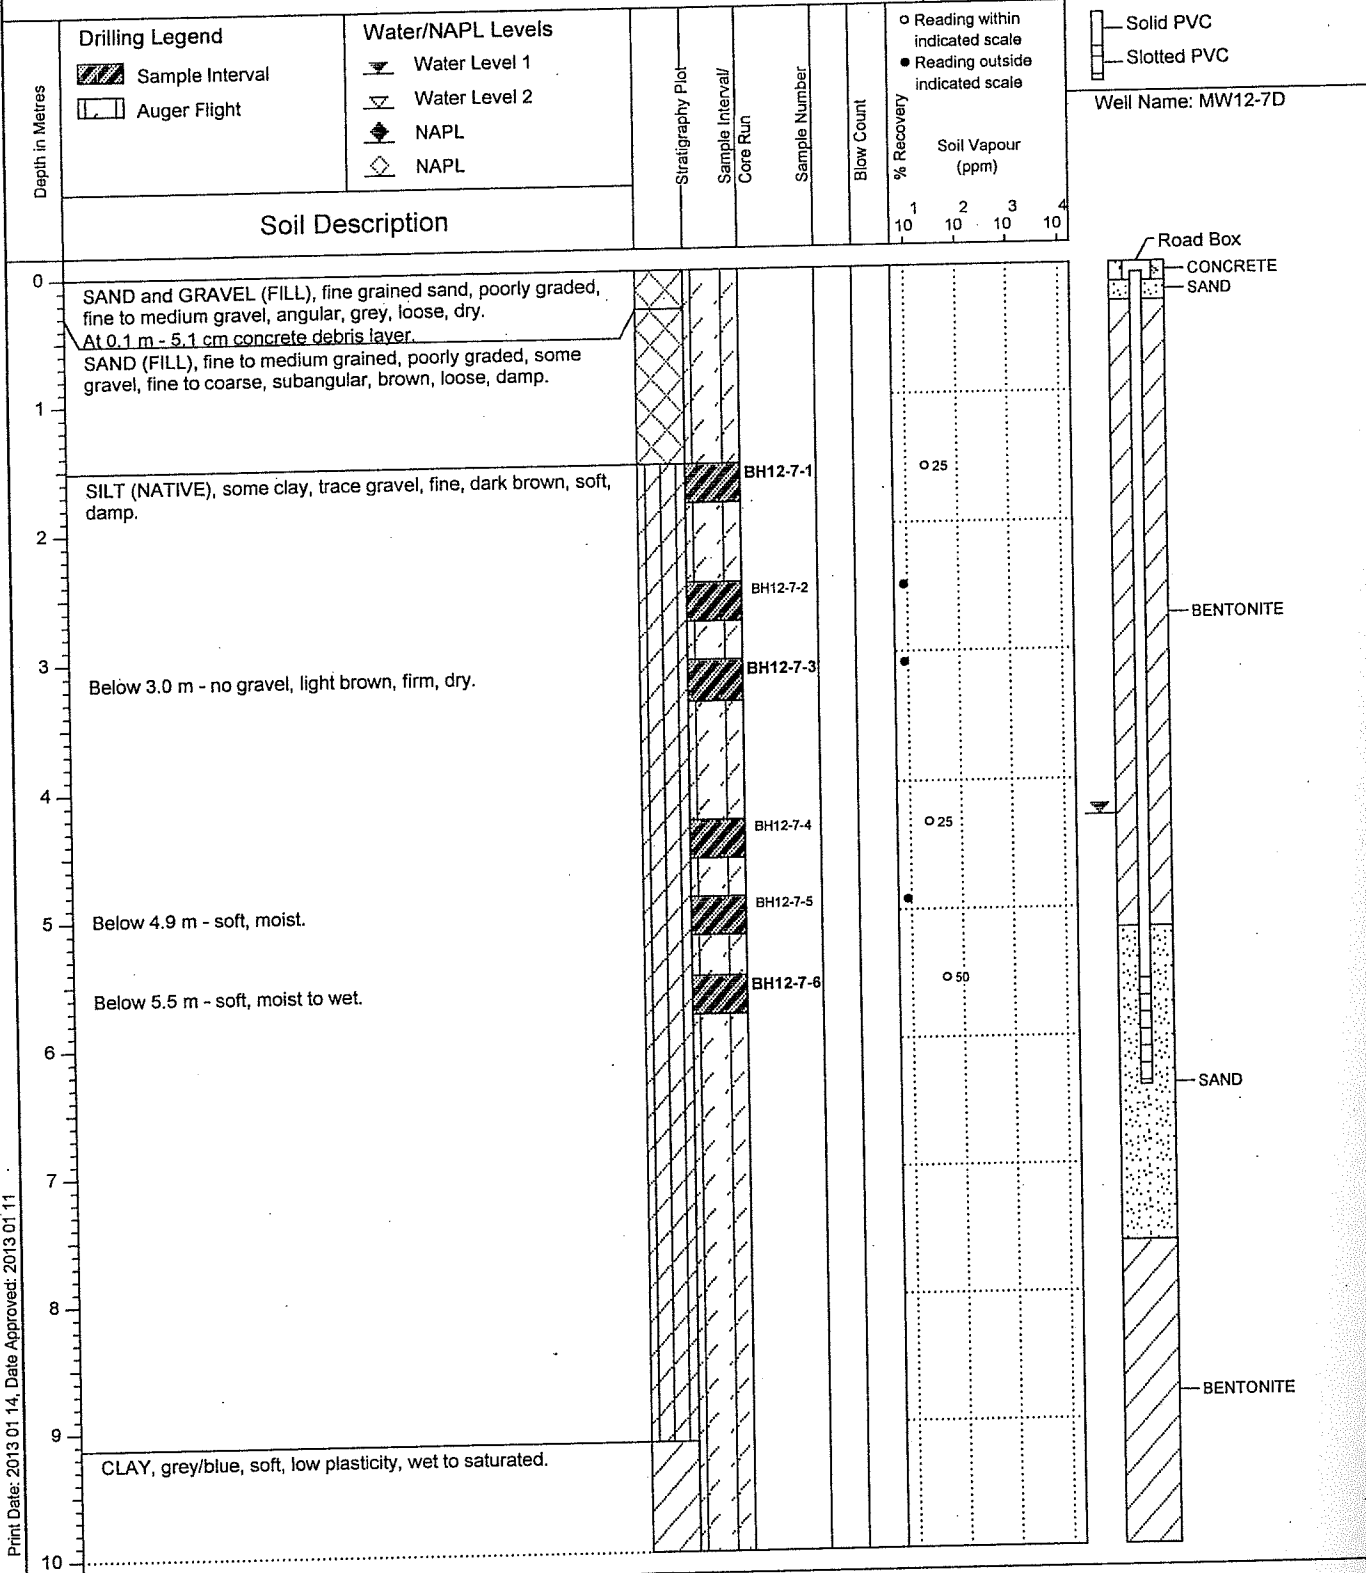 Drilling Legend
Sample Interval
Auger Flight
Water/NAPL Levels
Water Level 1
Water Level 2
NAPL
NAPL
Depth in Metres
Soil Description
Stratigraphy Plot
Sample Interval/
Core Run
Sample Number
Blow Count
% Recovery
Reading within
indicated scale
Reading outside
indicated scale
Soil Vapour
(ppm)
10 1 10 2 10 3 10 4
Solid PVC
Slotted PVC
Well Name: MW12-7D
Road Box
CONCRETE
SAND
0
SAND and GRAVEL (FILL), fine grained sand, poorly graded,
fine to medium gravel, angular, grey, loose, dry.
At 0.1 m - 5.1 cm concrete debris layer.
SAND (FILL), fine to medium grained, poorly graded, some
gravel, fine to coarse, subangular, brown, loose, damp.
1
SILT (NATIVE), some clay, trace gravel, fine, dark brown, soft,
damp.
BH12-7-1
25
2
BH12-7-2
BENTONITE
3
Below 3.0 m - no gravel, light brown, firm, dry.
BH12-7-3
4
BH12-7-4
25
5
Below 4.9 m - soft, moist.
BH12-7-5
Below 5.5 m - soft, moist to wet.
BH12-7-6
50
6
SAND
7
8
BENTONITE
9
CLAY, grey/blue, soft, low plasticity, wet to saturated.
10
Print Date: 2013 01 14, Date Approved: 2013 01 11